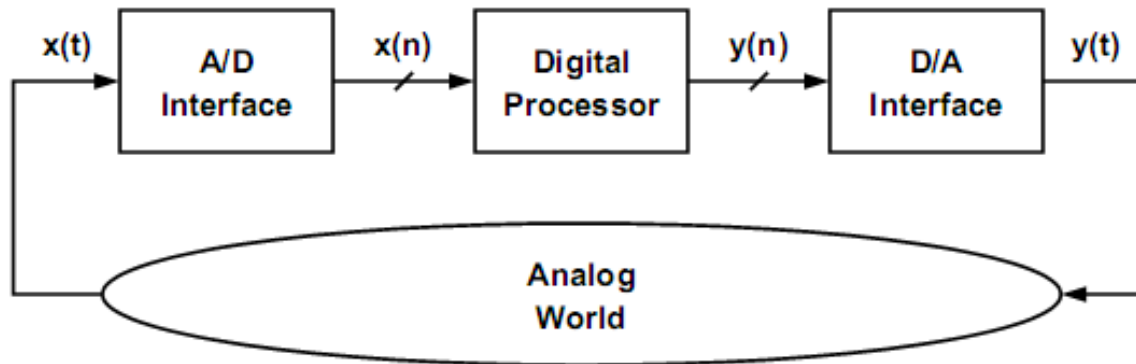 x(t)
A/D
Interface
x(n)
Digital
Processor
y(n)
D/A
Interface
y(t)
Analog
World